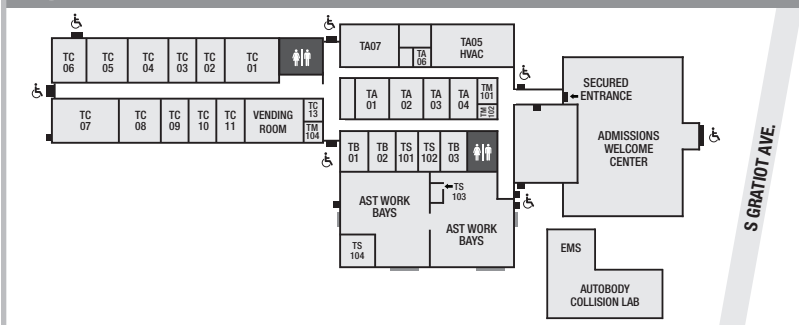 TC
06
TC
05
TC
04
TC
03
TC
02
TC
01
TA07
TA
06
TA05
HVAC
TC
07
TC
08
TC
09
TC
10
TC
11
VENDING
ROOM
TC
13
TM
104
TA
01
TA
02
TA
03
TA
04
TM
101
TM
102
TB
01
TB
02
TS
101
TS
102
TB
03
TS
103
AST WORK
BAYS
AST WORK
BAYS
TS
104
SECURED
ENTRANCE
ADMISSIONS
WELCOME
CENTER
EMS
AUTOBODY
COLLISION LAB
S GRATIOT AVE.